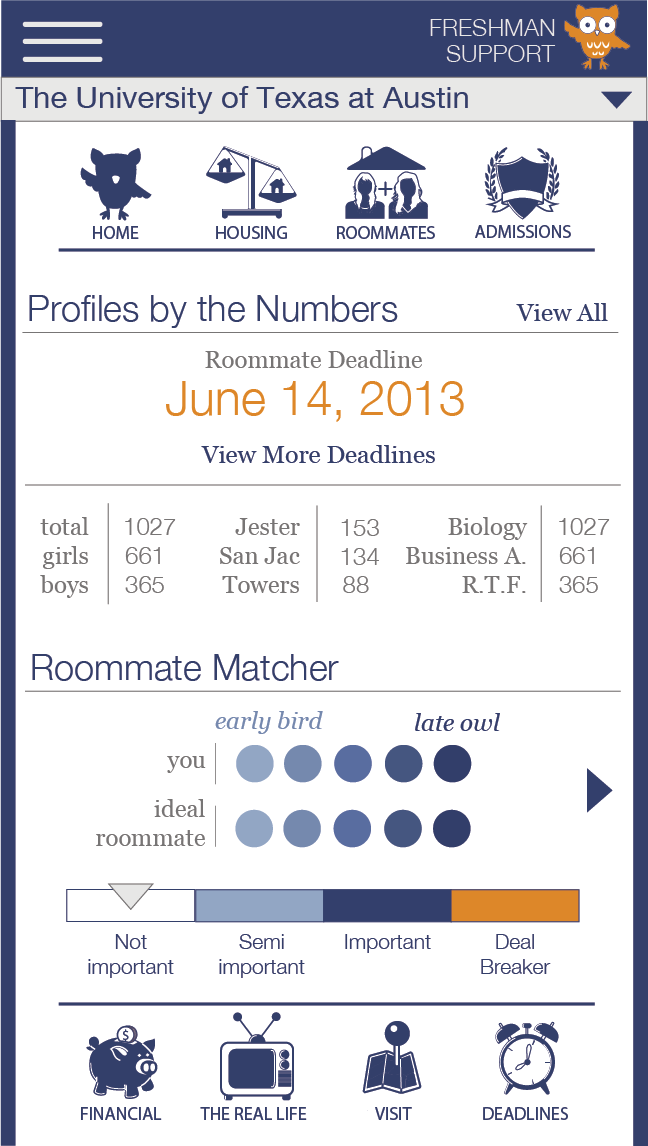 FRESHMAN
SUPPORT
The University of Texas at Austin
HOME HOUSING ROOMMATES ADMISSIONS
Profiles by the Numbers View All
Roommate Deadline
June 14, 2013
View More Deadlines
total 1027 Jester 153 Biology 1027
girls 661 San Jac 134 Business A. 661
boys 365 Towers 88 R.T.F. 365
Roommate Matcher
early bird late owl
you
ideal
roommate
Not Semi Important Deal
important important Breaker
$
FINANCIAL THE REAL LIFE VISIT DEADLINES